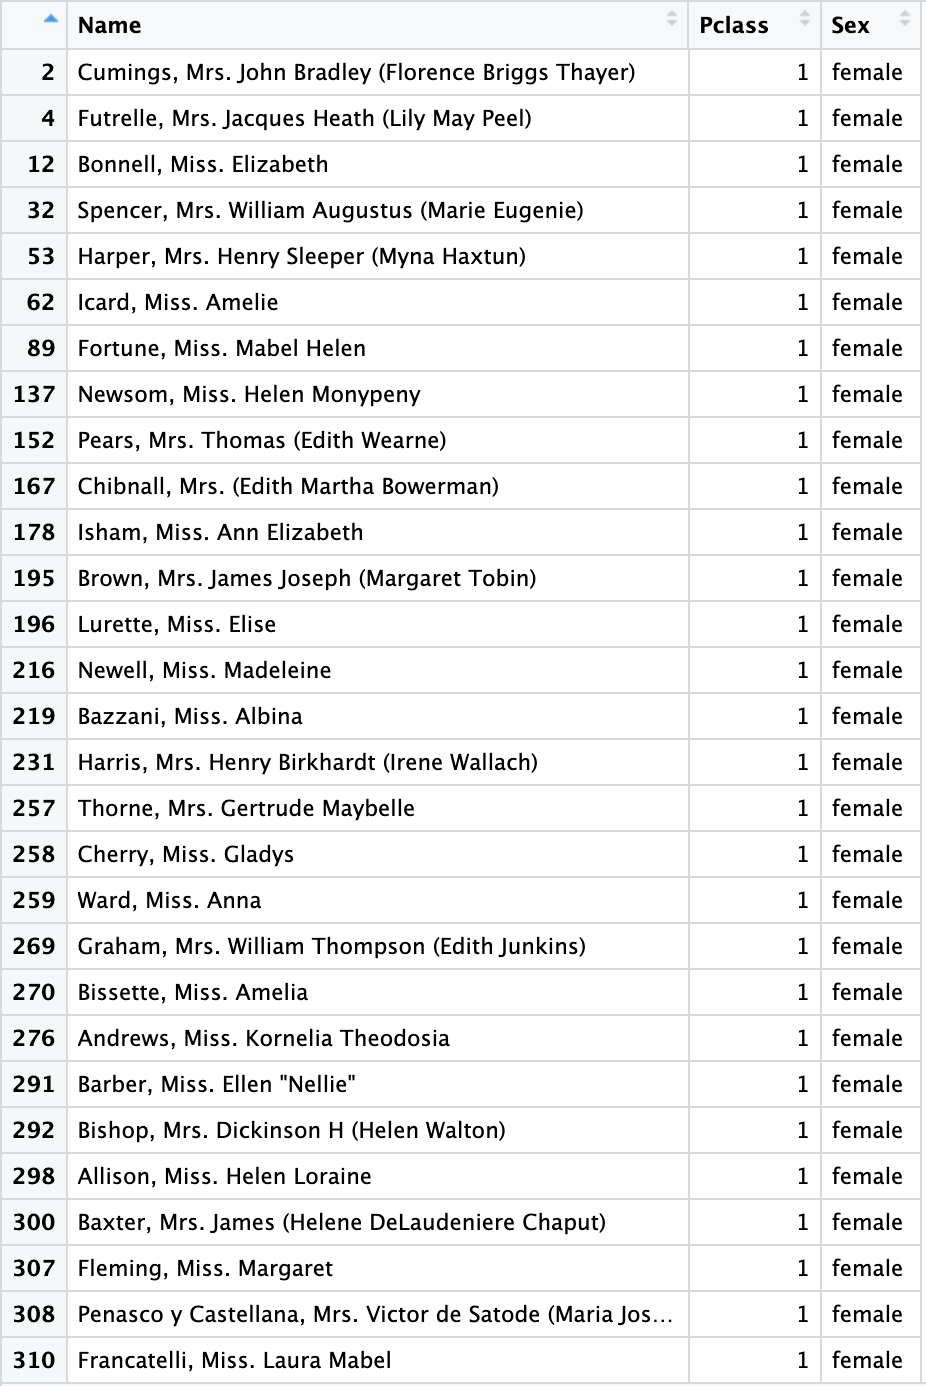 Name Pclass Sex
2 Cumings, Mrs. John Bradley (Florence Briggs Thayer) 1 female
4 Futrelle, Mrs. Jacques Heath (Lily May Peel) 1 female
12 Bonnell, Miss. Elizabeth 1 female
32 Spencer, Mrs. William Augustus (Marie Eugenie) 1 female
53 Harper, Mrs. Henry Sleeper (Myna Haxtun) 1 female
62 Icard, Miss. Amelie 1 female
89 Fortune, Miss. Mabel Helen 1 female
137 Newsom, Miss. Helen Monypeny 1 female
152 Pears, Mrs. Thomas (Edith Wearne) 1 female
167 Chibnall, Mrs. (Edith Martha Bowerman) 1 female
178 Isham, Miss. Ann Elizabeth 1 female
195 Brown, Mrs. James Joseph (Margaret Tobin) 1 female
196 Lurette, Miss. Elise 1 female
216 Newell, Miss. Madeleine 1 female
219 Bazzani, Miss. Albina 1 female
231 Harris, Mrs. Henry Birkhardt (Irene Wallach) 1 female
257 Thorne, Mrs. Gertrude Maybelle 1 female
258 Cherry, Miss. Gladys 1 female
259 Ward, Miss. Anna 1 female
269 Graham, Mrs. William Thompson (Edith Junkins) 1 female
270 Bissette, Miss. Amelia 1 female
276 Andrews, Miss. Kornelia Theodosia 1 female
291 Barber, Miss. Ellen "Nellie" 1 female
292 Bishop, Mrs. Dickinson H (Helen Walton) 1 female
298 Allison, Miss. Helen Loraine 1 female
300 Baxter, Mrs. James (Helene DeLaudeniere Chaput) 1 female
307 Fleming, Miss. Margaret 1 female
308 Penasco y Castellana, Mrs. Victor de Satode (Maria Jos... 1 female
310 Francatelli, Miss. Laura Mabel 1 female